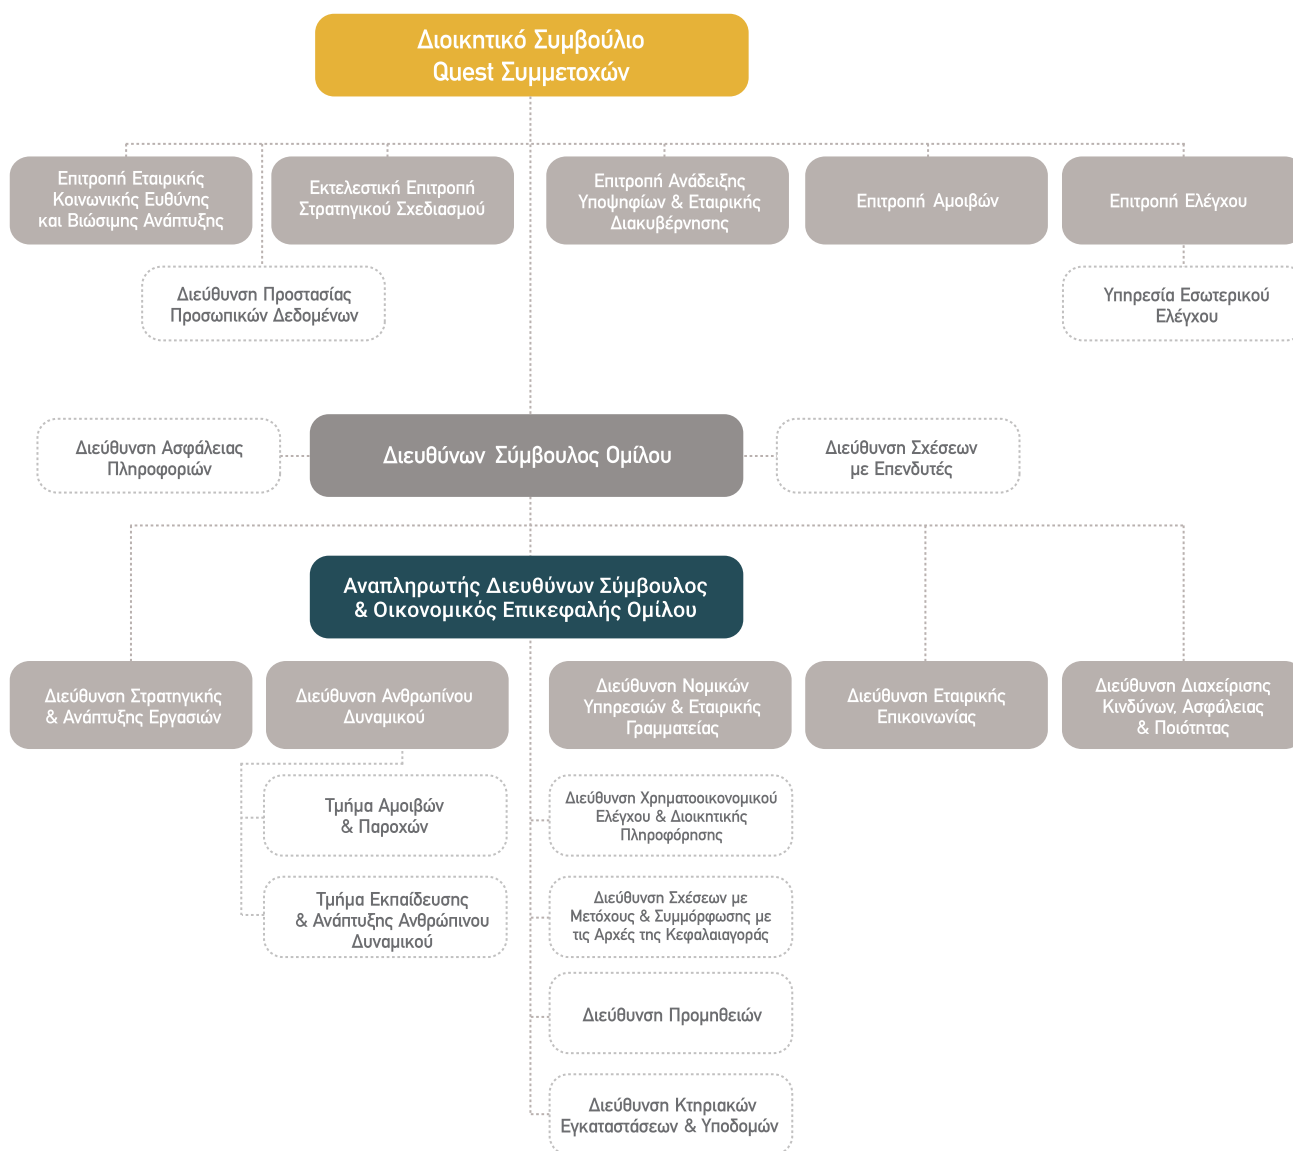 Διοικητικό Συμβούλιο
Quest Συμμετοχών
Επιτροπή Εταιρικής
Κοινωνικής Ευθύνης
και Βιώσιμης Ανάπτυξης
Εκτελεστική Επιτροπή
Στρατηγικού Σχεδιασμού
Επιτροπή Ανάδειξης
Υποψηφίων & Εταιρικής
Διακυβέρνησης
Επιτροπή Αμοιβών
Επιτροπή Ελέγχου
Διεύθυνση Προστασίας
Προσωπικών Δεδομένων
Υπηρεσία Εσωτερικού
Ελέγχου
Διεύθυνση Ασφάλειας
Πληροφοριών
Διευθύνων Σύμβουλος Ομίλου
Διεύθυνση Σχέσεων
με Επενδυτές
Αναπληρωτής Διευθύνων Σύμβουλος
& Οικονομικός Επικεφαλής Ομίλου
Διεύθυνση Στρατηγικής
& Ανάπτυξης Εργασιών
Διεύθυνση Ανθρωπίνου
Δυναμικού
Διεύθυνση Νομικών
Υπηρεσιών & Εταιρικής
Γραμματείας
Διεύθυνση Εταιρικής
Επικοινωνίας
Διεύθυνση Διαχείρισης
Κινδύνων, Ασφάλειας
& Ποιότητας
Τμήμα Αμοιβών
& Παροχών
Τμήμα Εκπαίδευσης
& Ανάπτυξης Ανθρώπινου
Δυναμικού
Διεύθυνση Χρηματοοικονομικού
Ελέγχου & Διοικητικής
Πληροφόρησης
Διεύθυνση Σχέσεων με
Μετόχους & Συμμόρφωσης με
τις Αρχές της Κεφαλαιαγοράς
Διεύθυνση Προμηθειών
Διεύθυνση Κτηριακών
Εγκαταστάσεων & Υποδομών